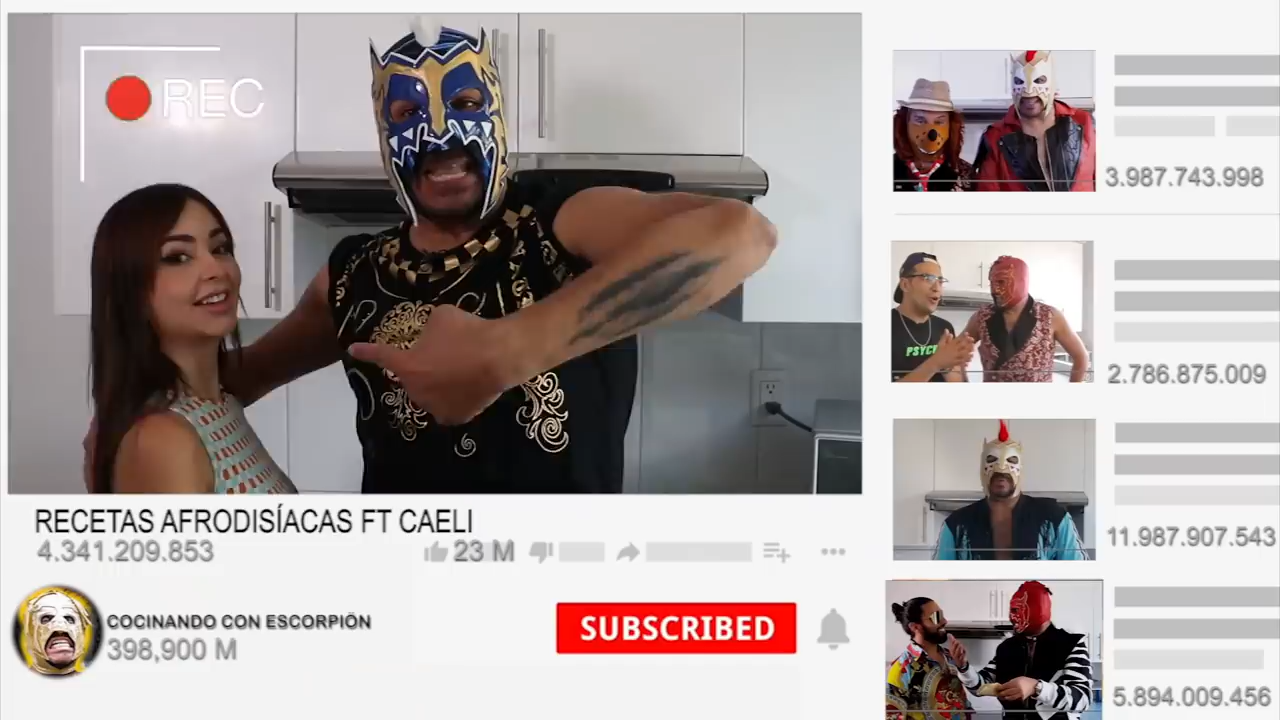 REC
RECETAS AFRODISÍACAS FT CAELI
4.341.209.853
23 M
COCINANDO CON ESCORPIÓN
398,900 M
SUBSCRIBED
3.987.743.998
PSYCH
2.786.875.009
11.987.907.543
5.894.009.456